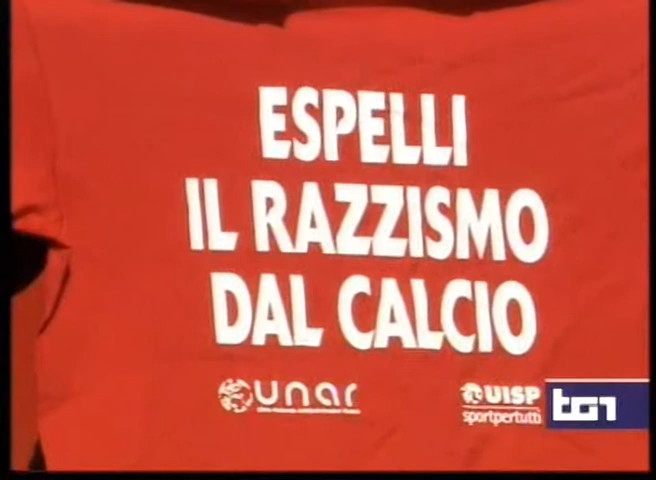 ESPELLI
IL RAZZISMO
DAL CALCIO
unar
UISP
sportpertutti
tg1